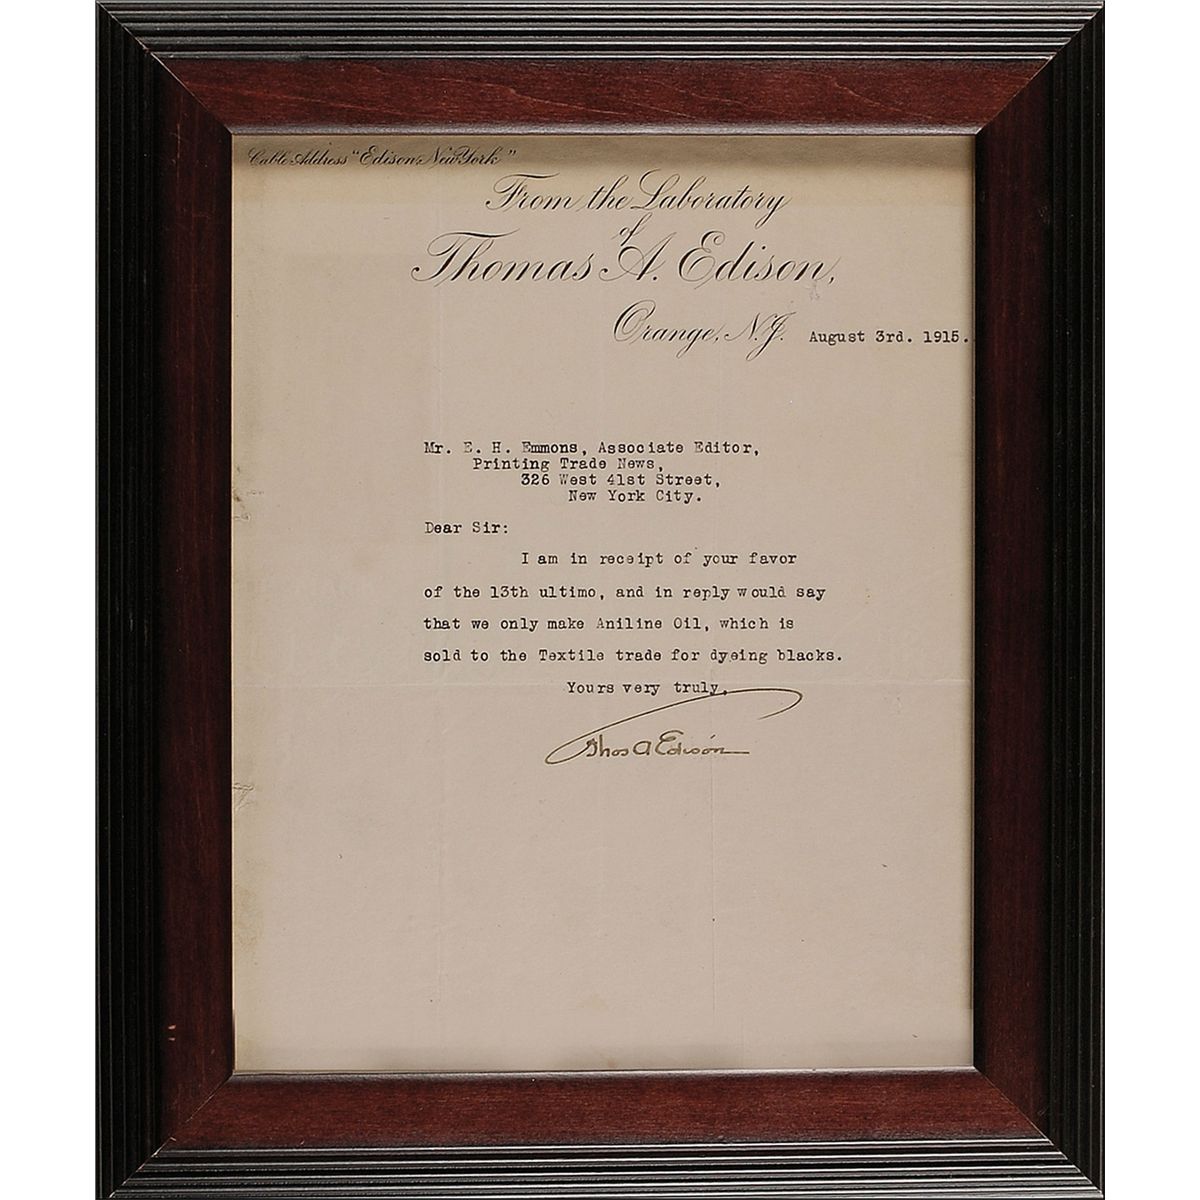 Cable Address "Edison, New York"
From the Laboratory
of
Thomas A. Edison,
Orange, N.J. August 3rd. 1915.
Mr. E. H. Emmons, Associate Editor,
Printing Trade News,
326 West 41st Street,
New York City.
Dear Sir:
I am in receipt of your favor
of the 13th ultimo, and in reply would say
that we only make Aniline Oil, which is
sold to the Textile trade for dyeing blacks.
Yours very truly,
Thos A Edison